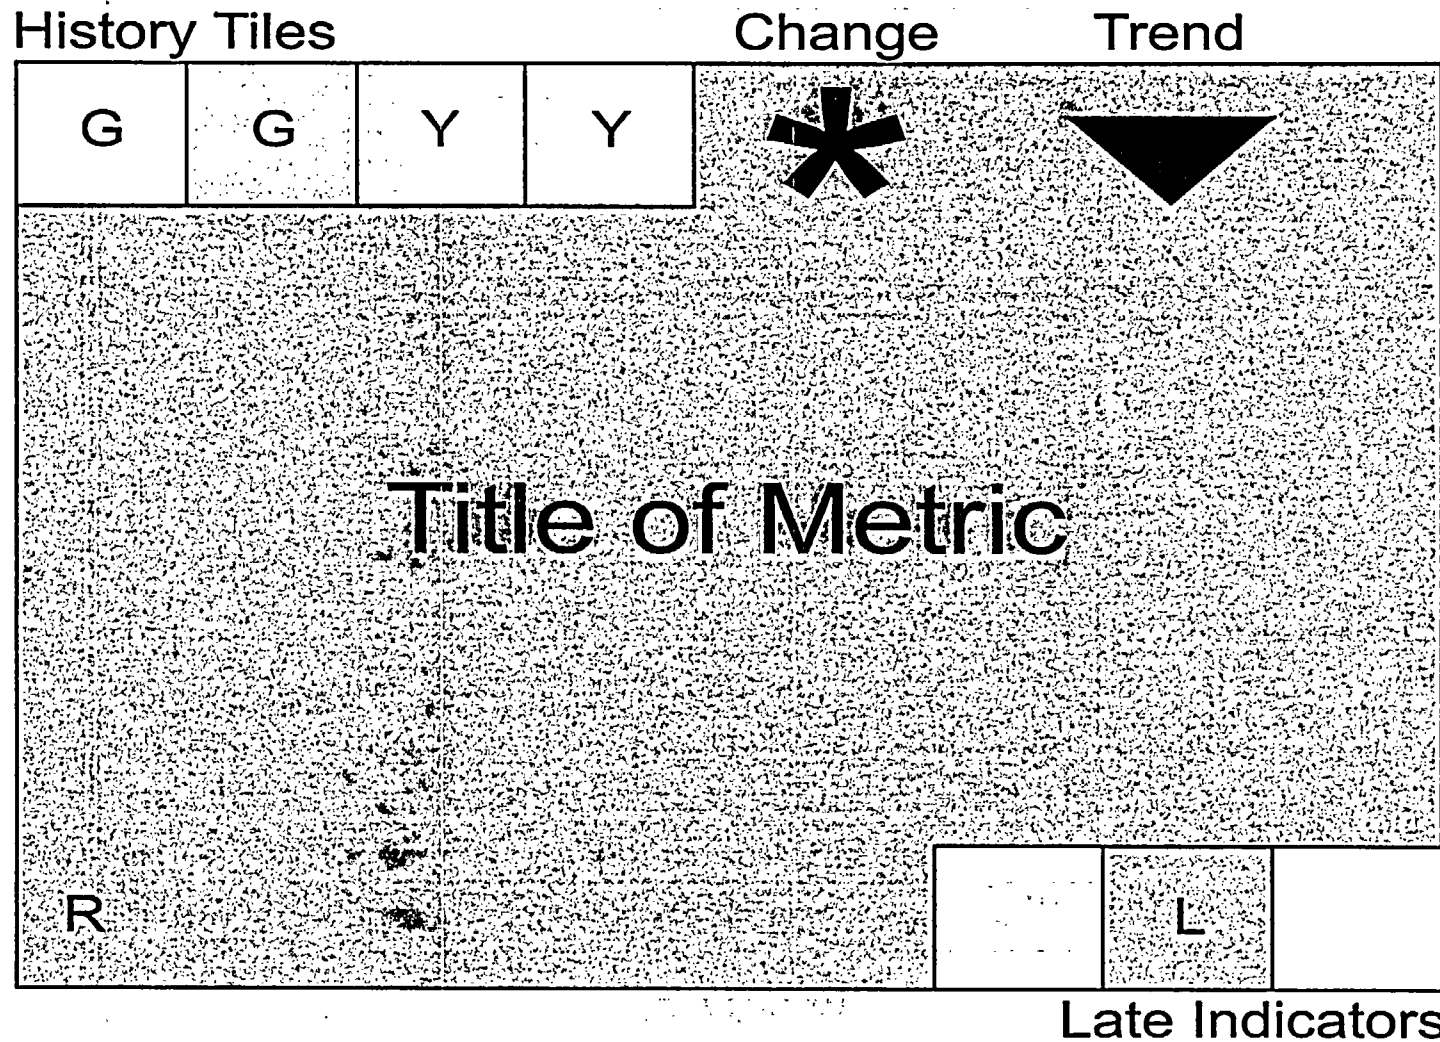 History Tiles Change Trend
G G Y Y *
Title of Metric
R L
Late Indicators